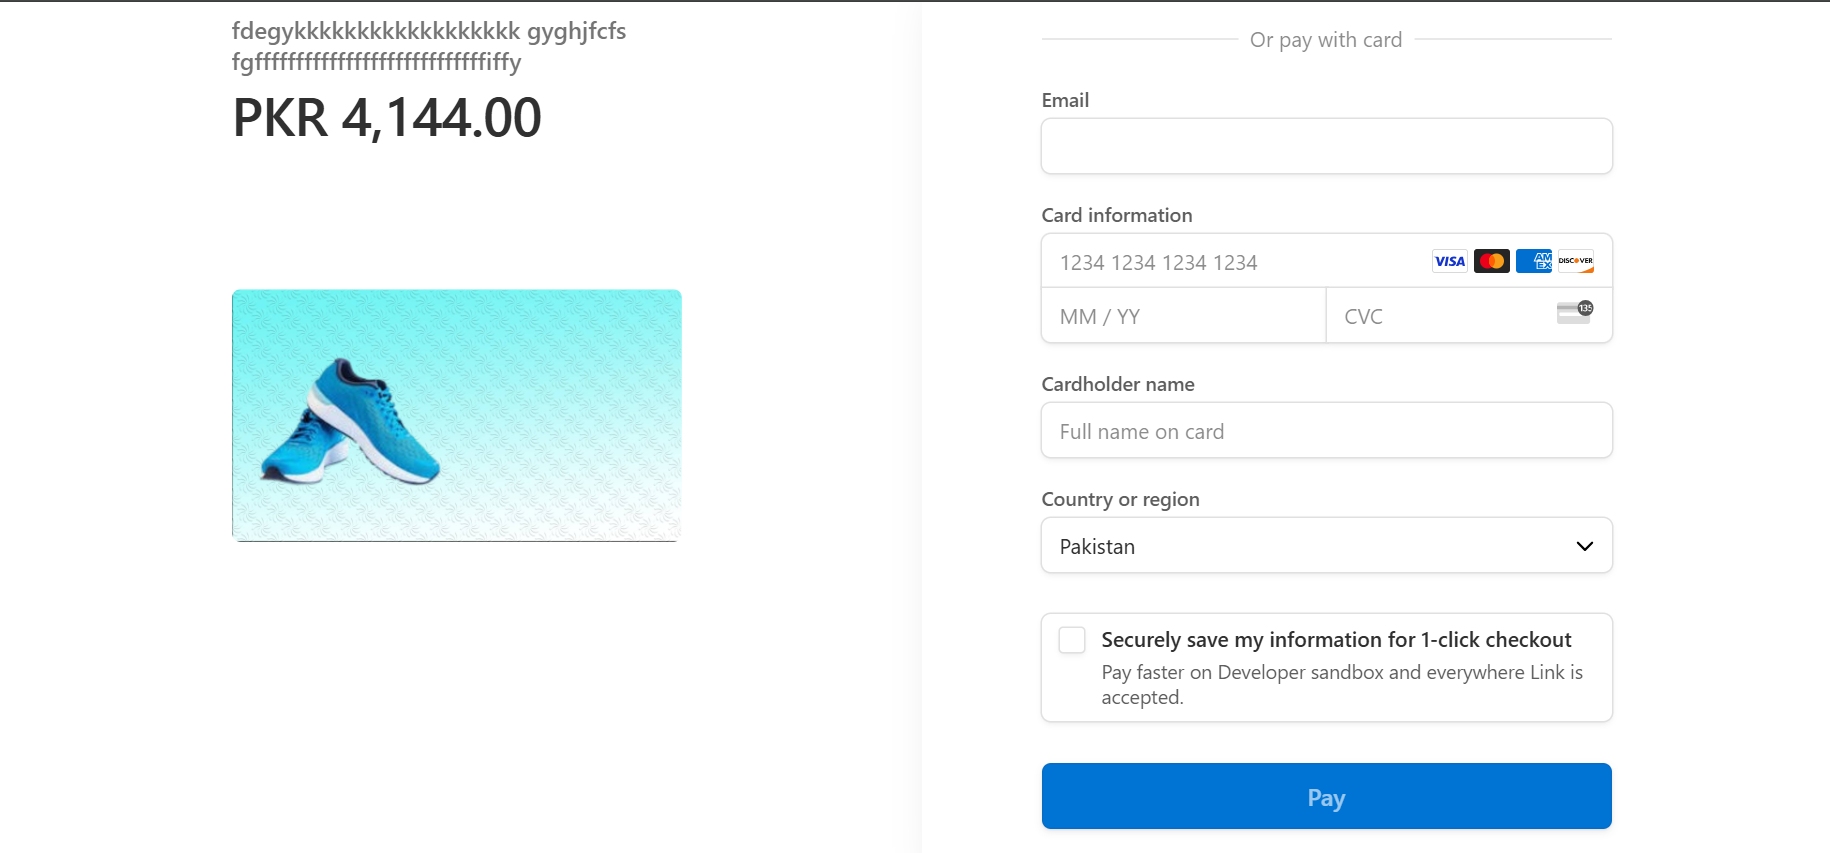 fdegykkkkkkkkkkkkkkkkkk gyghjfcfs
fgfffffffffffffffffffffffffffiffy
PKR 4,144.00
Or pay with card
Email
Card information
1234 1234 1234 1234
VISA
AM
EX
DISCOVER
MM / YY
CVC
135
Cardholder name
Full name on card
Country or region
Pakistan
Securely save my information for 1-click checkout
Pay faster on Developer sandbox and everywhere Link is
accepted.
Pay